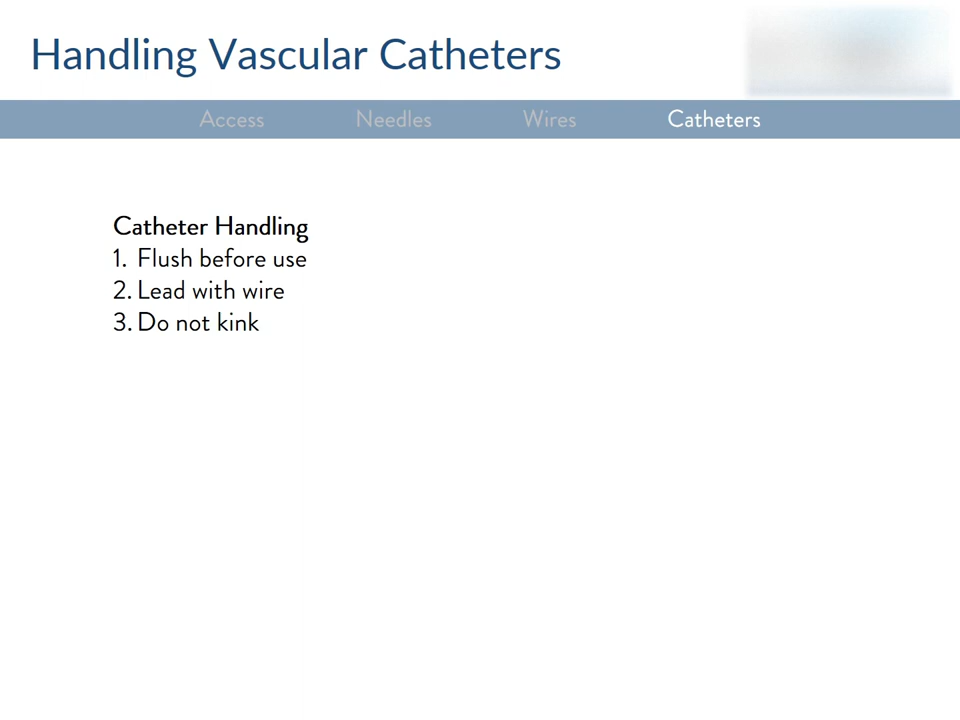 Handling Vascular Catheters
Access Needles Wires Catheters
Catheter Handling
1. Flush before use
2. Lead with wire
3. Do not kink